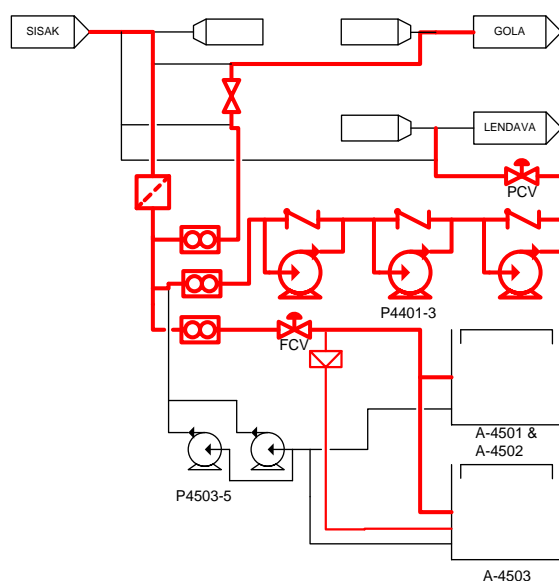 SISAK
GOLA
LENDAVA
PCV
P4401-3
FCV
A-4501 &
A-4502
P4503-5
A-4503